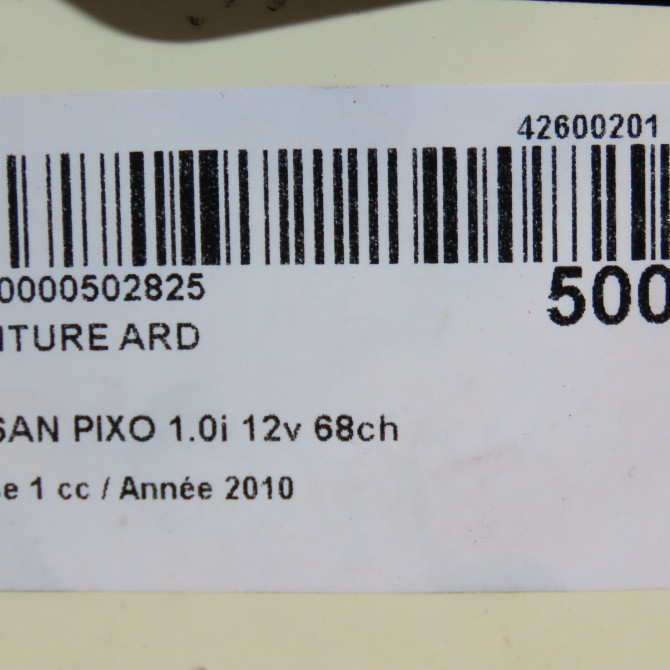 42600201
0000502825
500
NTURE ARD
SAN PIXO 1.0i 12v 68ch
e 1 cc / Année 2010